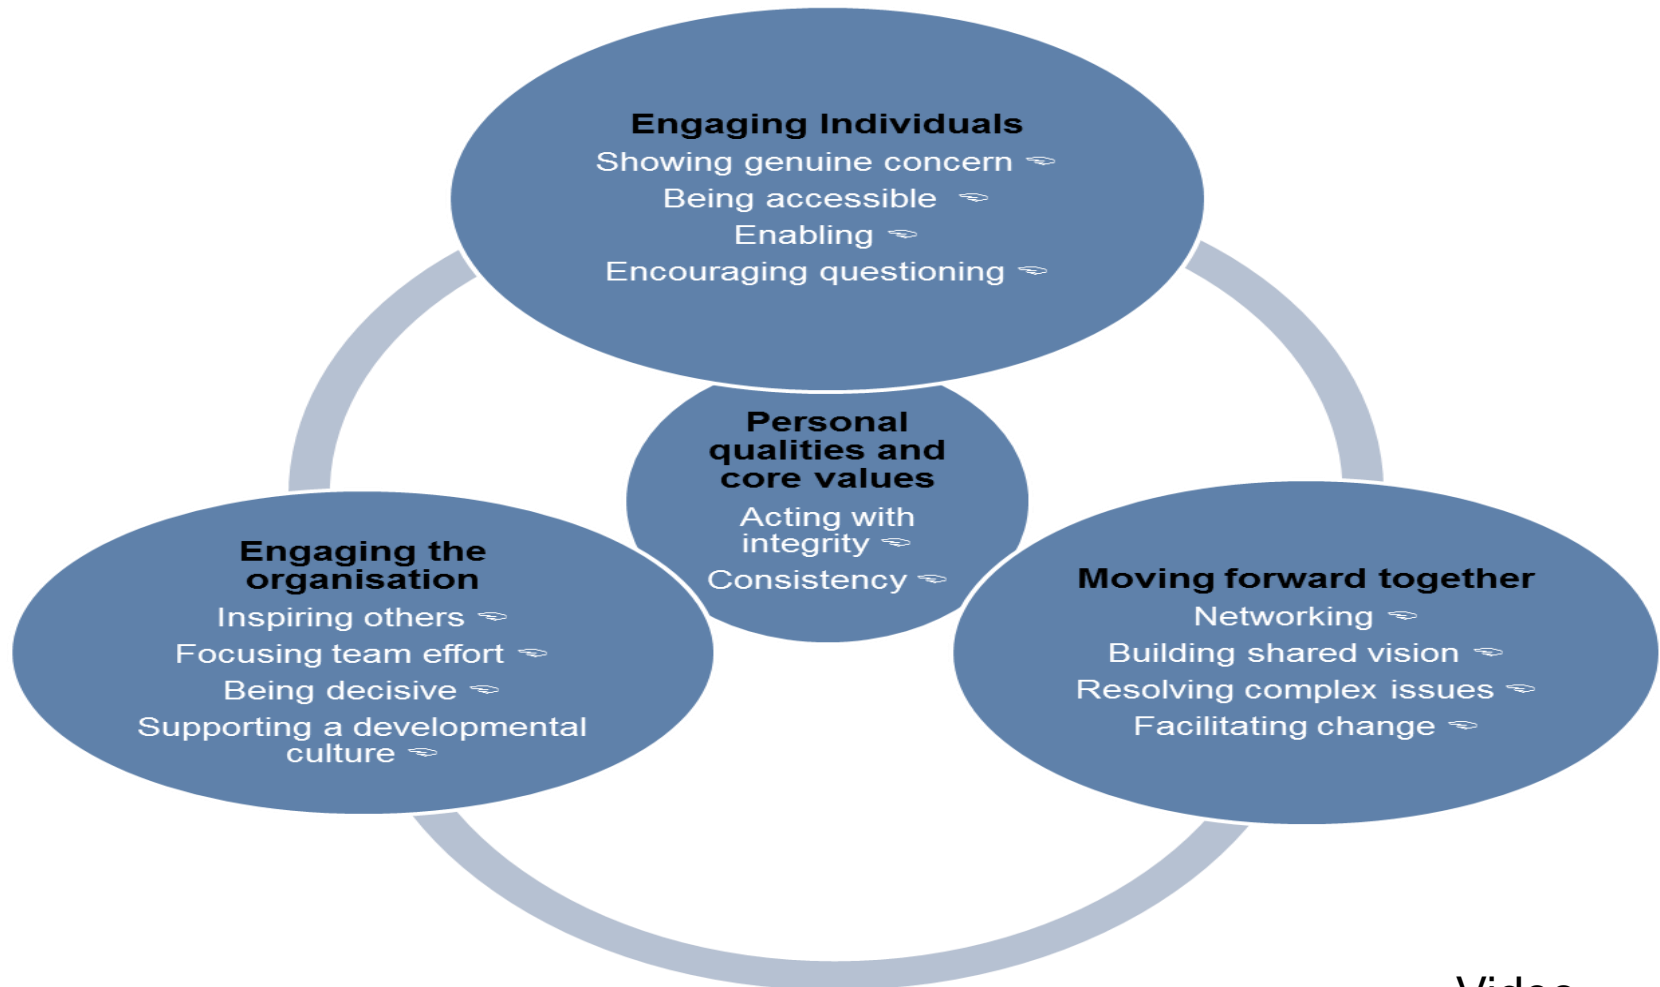 Engaging Individuals
Showing genuine concern ☜
Being accessible ☜
Enabling ☜
Encouraging questioning ☜
Personal
qualities and
core values
Acting with
integrity ☜
Consistency ☜
Engaging the
organisation
Inspiring others ☜
Focusing team effort ☜
Being decisive ☜
Supporting a developmental
culture ☜
Moving forward together
Networking ☜
Building shared vision ☜
Resolving complex issues ☜
Facilitating change ☜
Video